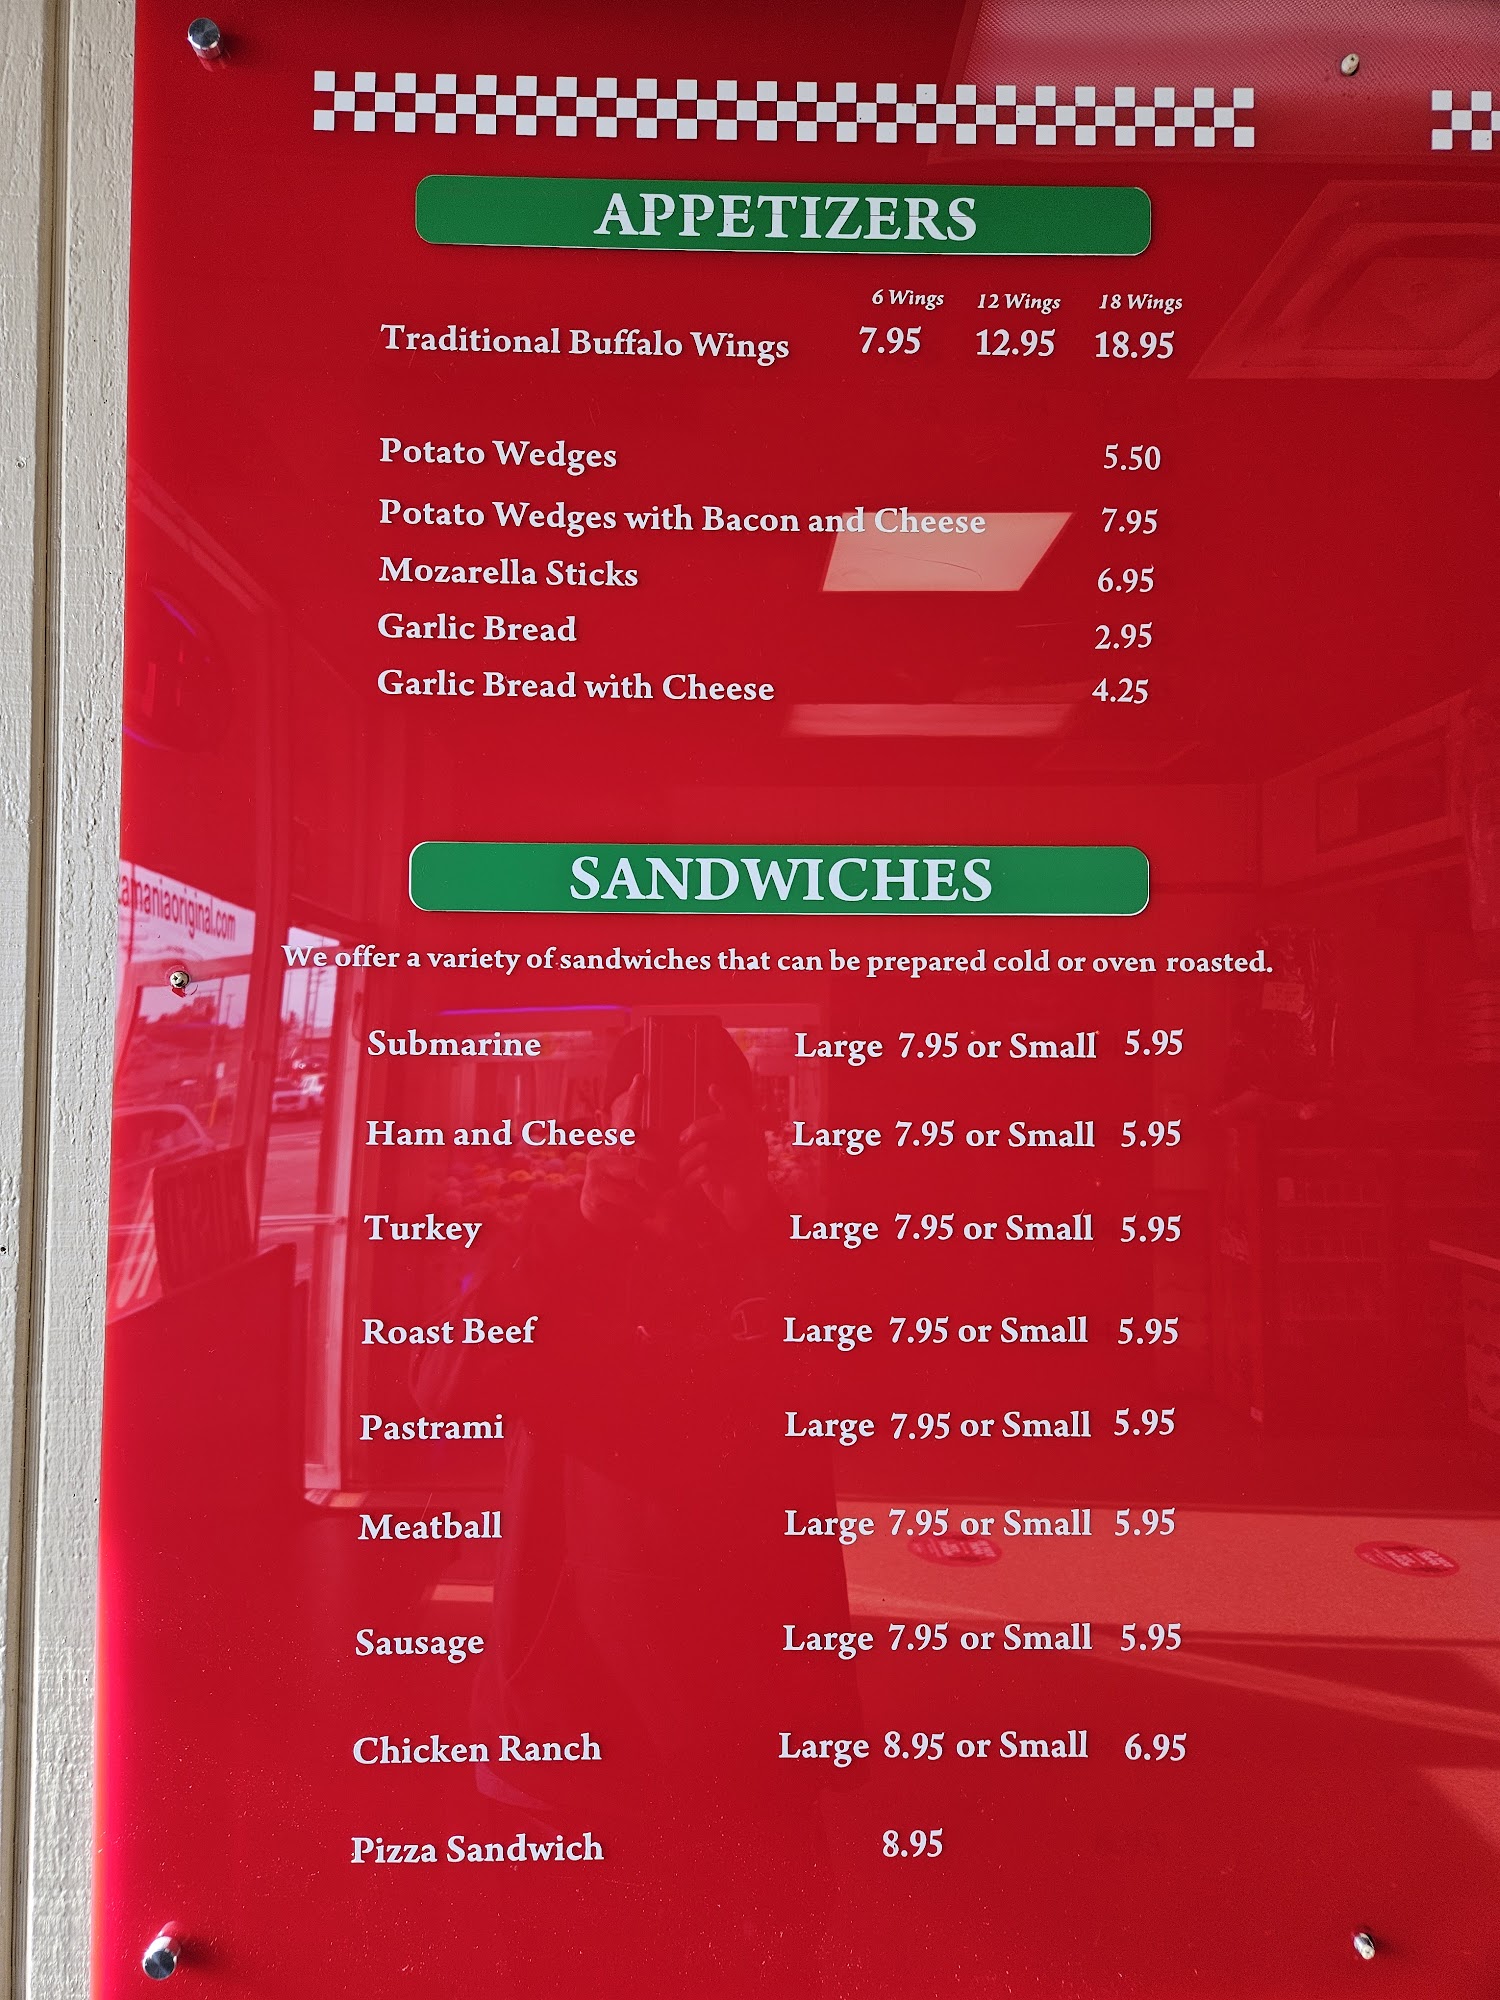 APPETIZERS
6 Wings 12 Wings 18 Wings
Traditional Buffalo Wings 7.95 12.95 18.95
Potato Wedges 5.50
Potato Wedges with Bacon and Cheese 7.95
Mozarella Sticks 6.95
Garlic Bread 2.95
Garlic Bread with Cheese 4.25
SANDWICHES
We offer a variety of sandwiches that can be prepared cold or oven roasted.
Submarine Large 7.95 or Small 5.95
Ham and Cheese Large 7.95 or Small 5.95
Turkey Large 7.95 or Small 5.95
Roast Beef Large 7.95 or Small 5.95
Pastrami Large 7.95 or Small 5.95
Meatball Large 7.95 or Small 5.95
Sausage Large 7.95 or Small 5.95
Chicken Ranch Large 8.95 or Small 6.95
Pizza Sandwich 8.95